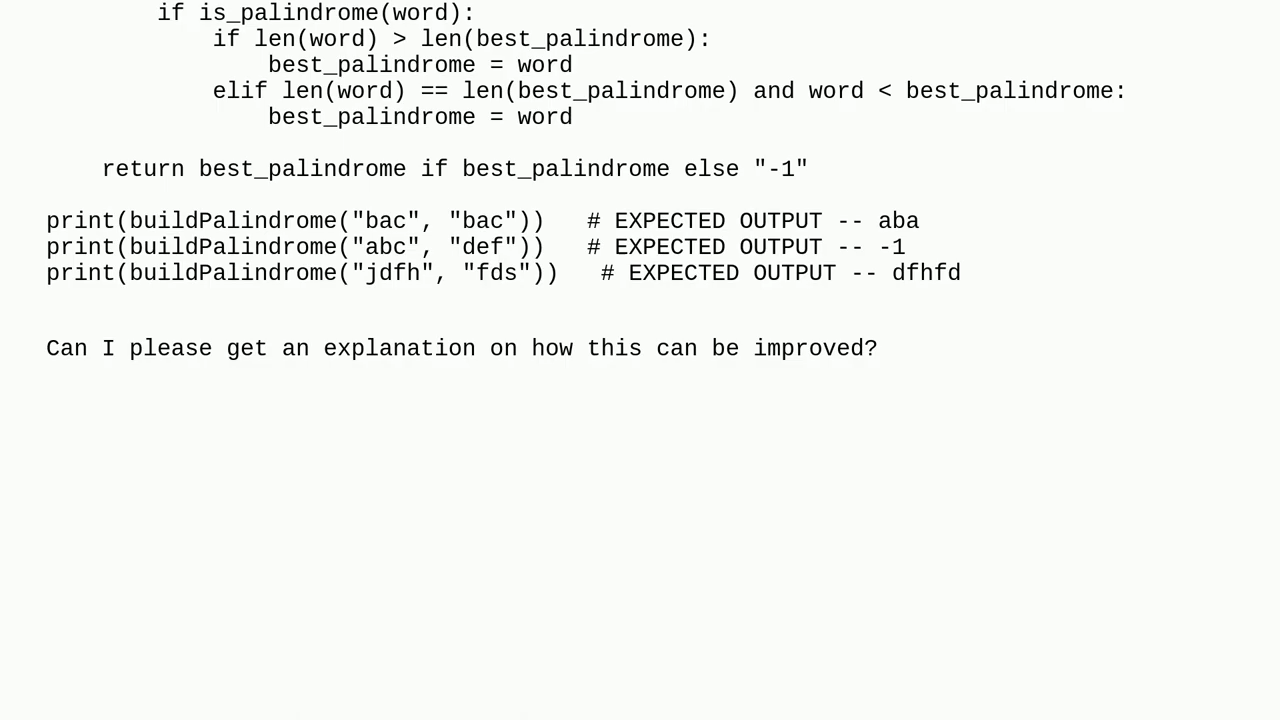 if is_palindrome(word):
            if len(word) > len(best_palindrome):
                best_palindrome = word
            elif len(word) == len(best_palindrome) and word < best_palindrome:
                best_palindrome = word

    return best_palindrome if best_palindrome else "-1"

print(buildPalindrome("bac", "bac"))   # EXPECTED OUTPUT -- aba
print(buildPalindrome("abc", "def"))   # EXPECTED OUTPUT -- -1
print(buildPalindrome("jdfh", "fds"))   # EXPECTED OUTPUT -- dfhfd

Can I please get an explanation on how this can be improved?